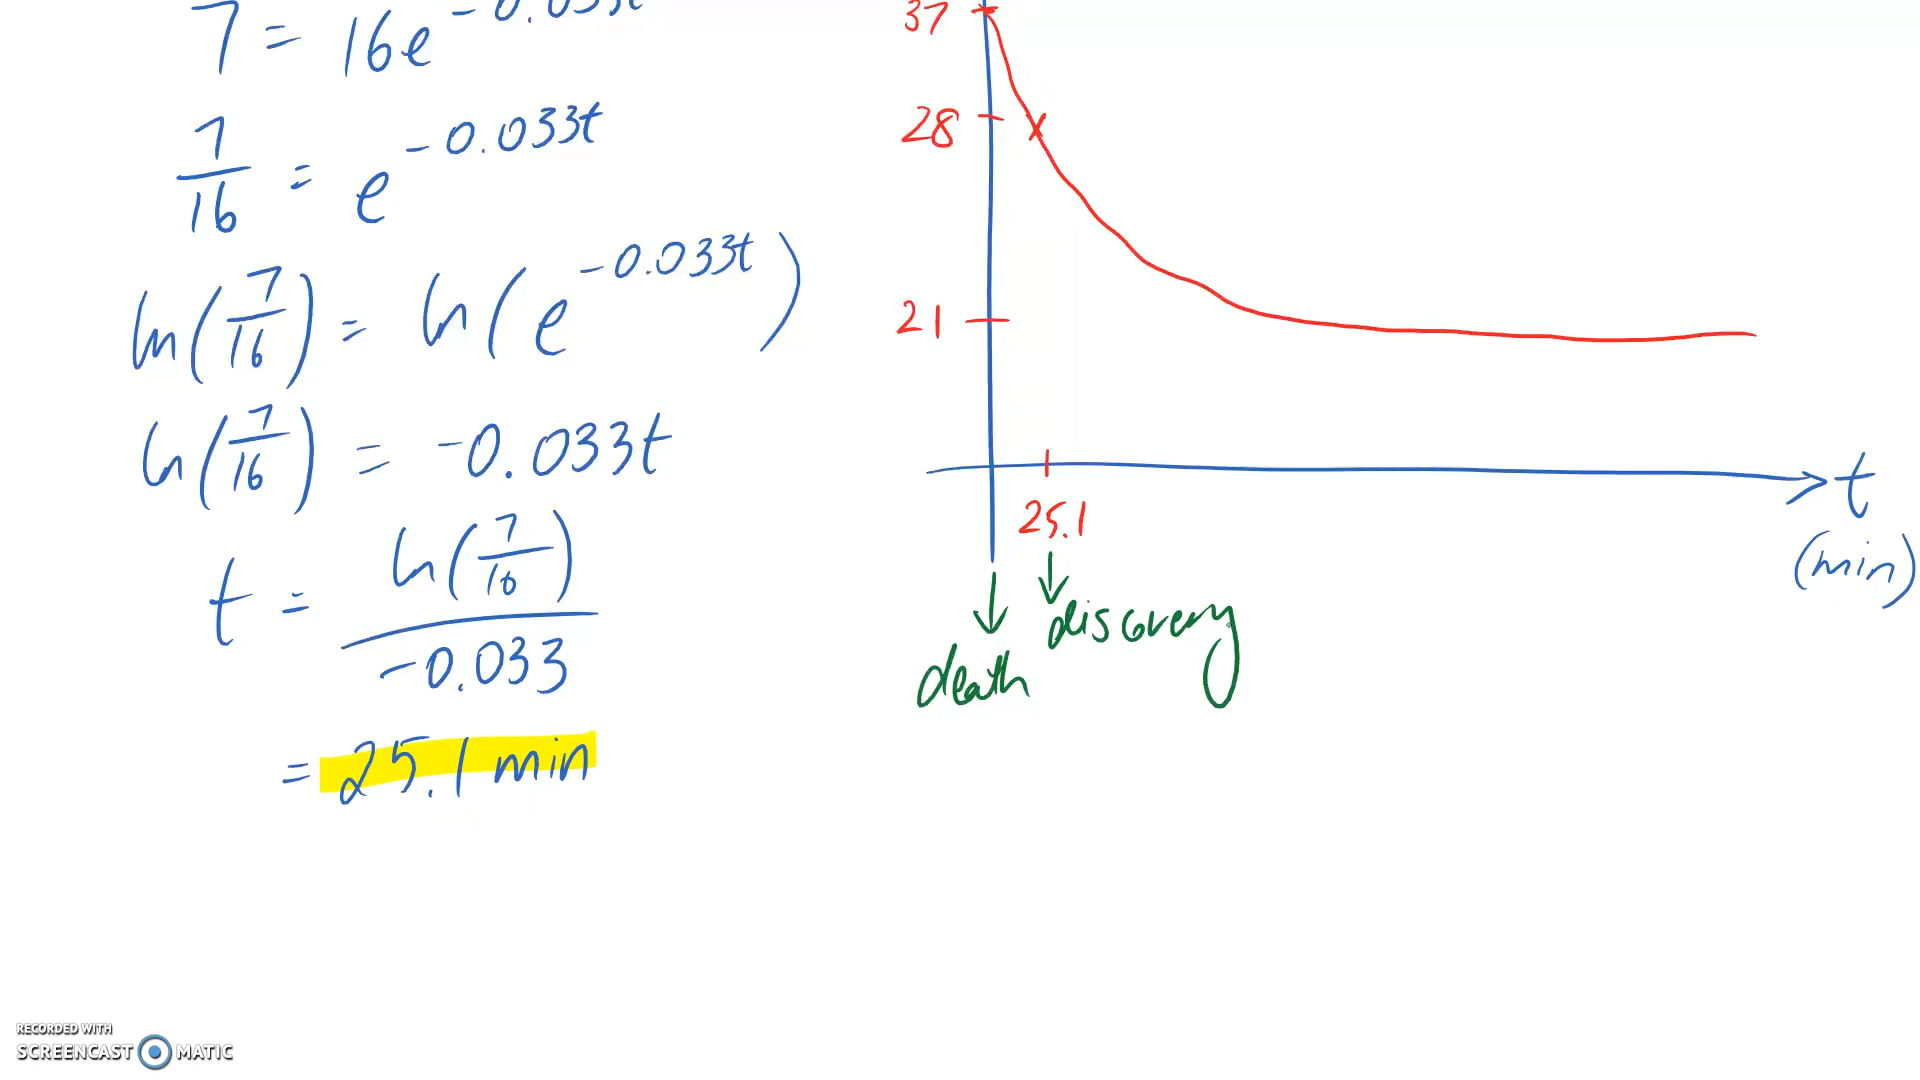 7 = 16e^{-0.033t}
7/16 = e^{-0.033t}
ln(7/16) = ln(e^{-0.033t})
ln(7/16) = -0.033t
t = ln(7/16) / -0.033
= 25.1 min
37
28
21
25.1
t
(min)
discovery
death
RECORDED WITH
SCREENCAST MATIC